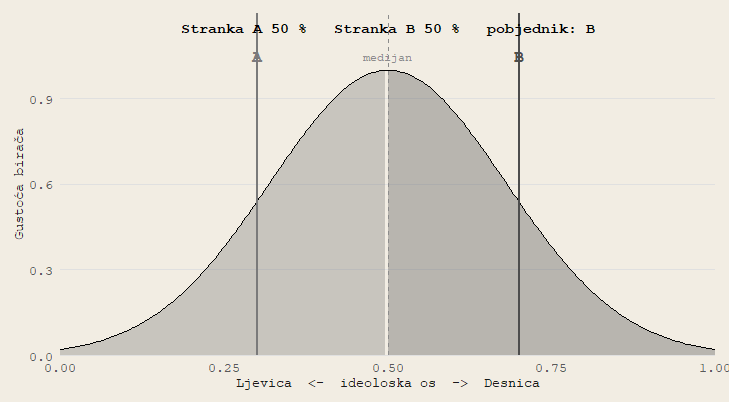 Stranka A 50 %   Stranka B 50 %   pobjednik: B
A medijan B
Gustoća birača
0.9
0.6
0.3
0.0
0.00 0.25 0.50 0.75 1.00
Ljevica <- ideoloska os -> Desnica